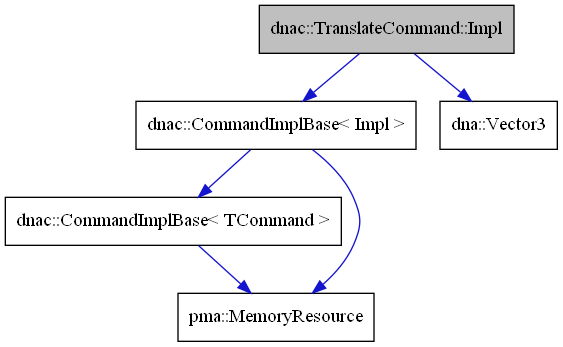 dnac::TranslateCommand::Impl
dnac::CommandImplBase< Impl >
dna::Vector3
dnac::CommandImplBase< TCommand >
pma::MemoryResource